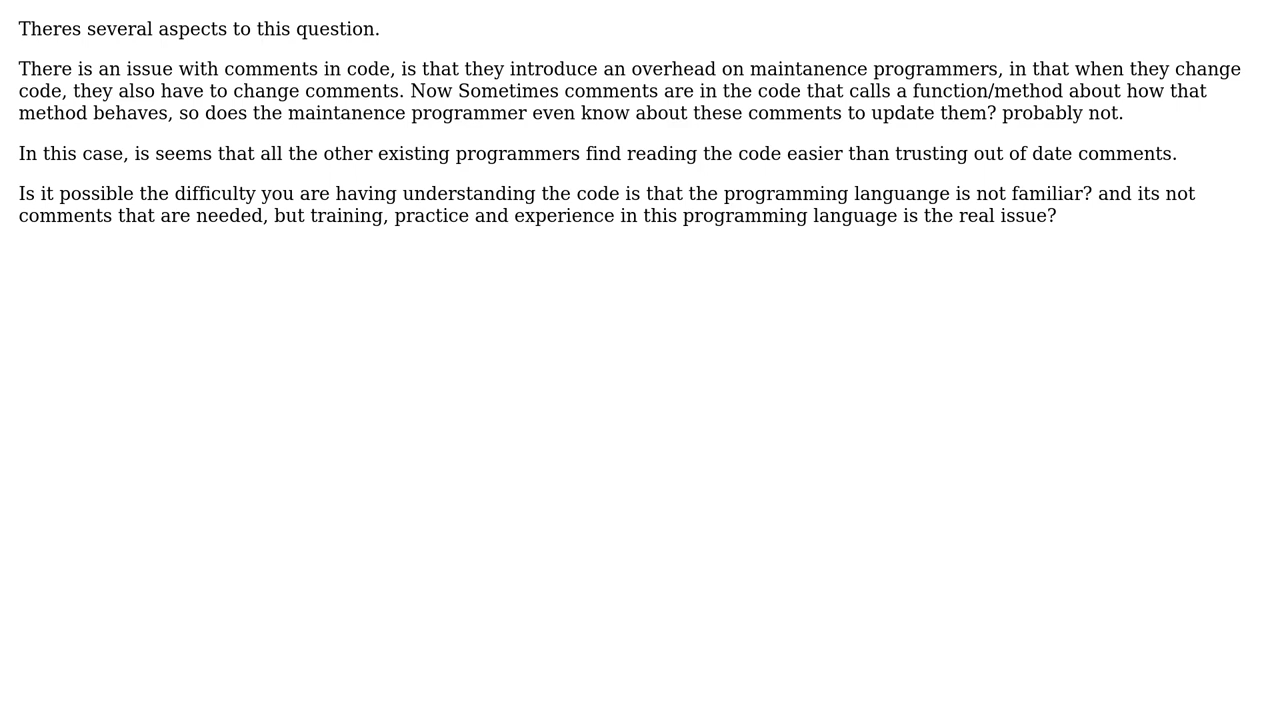 Theres several aspects to this question.
There is an issue with comments in code, is that they introduce an overhead on maintanence programmers, in that when they change
code, they also have to change comments. Now Sometimes comments are in the code that calls a function/method about how that
method behaves, so does the maintanence programmer even know about these comments to update them? probably not.
In this case, is seems that all the other existing programmers find reading the code easier than trusting out of date comments.
Is it possible the difficulty you are having understanding the code is that the programming languange is not familiar? and its not
comments that are needed, but training, practice and experience in this programming language is the real issue?